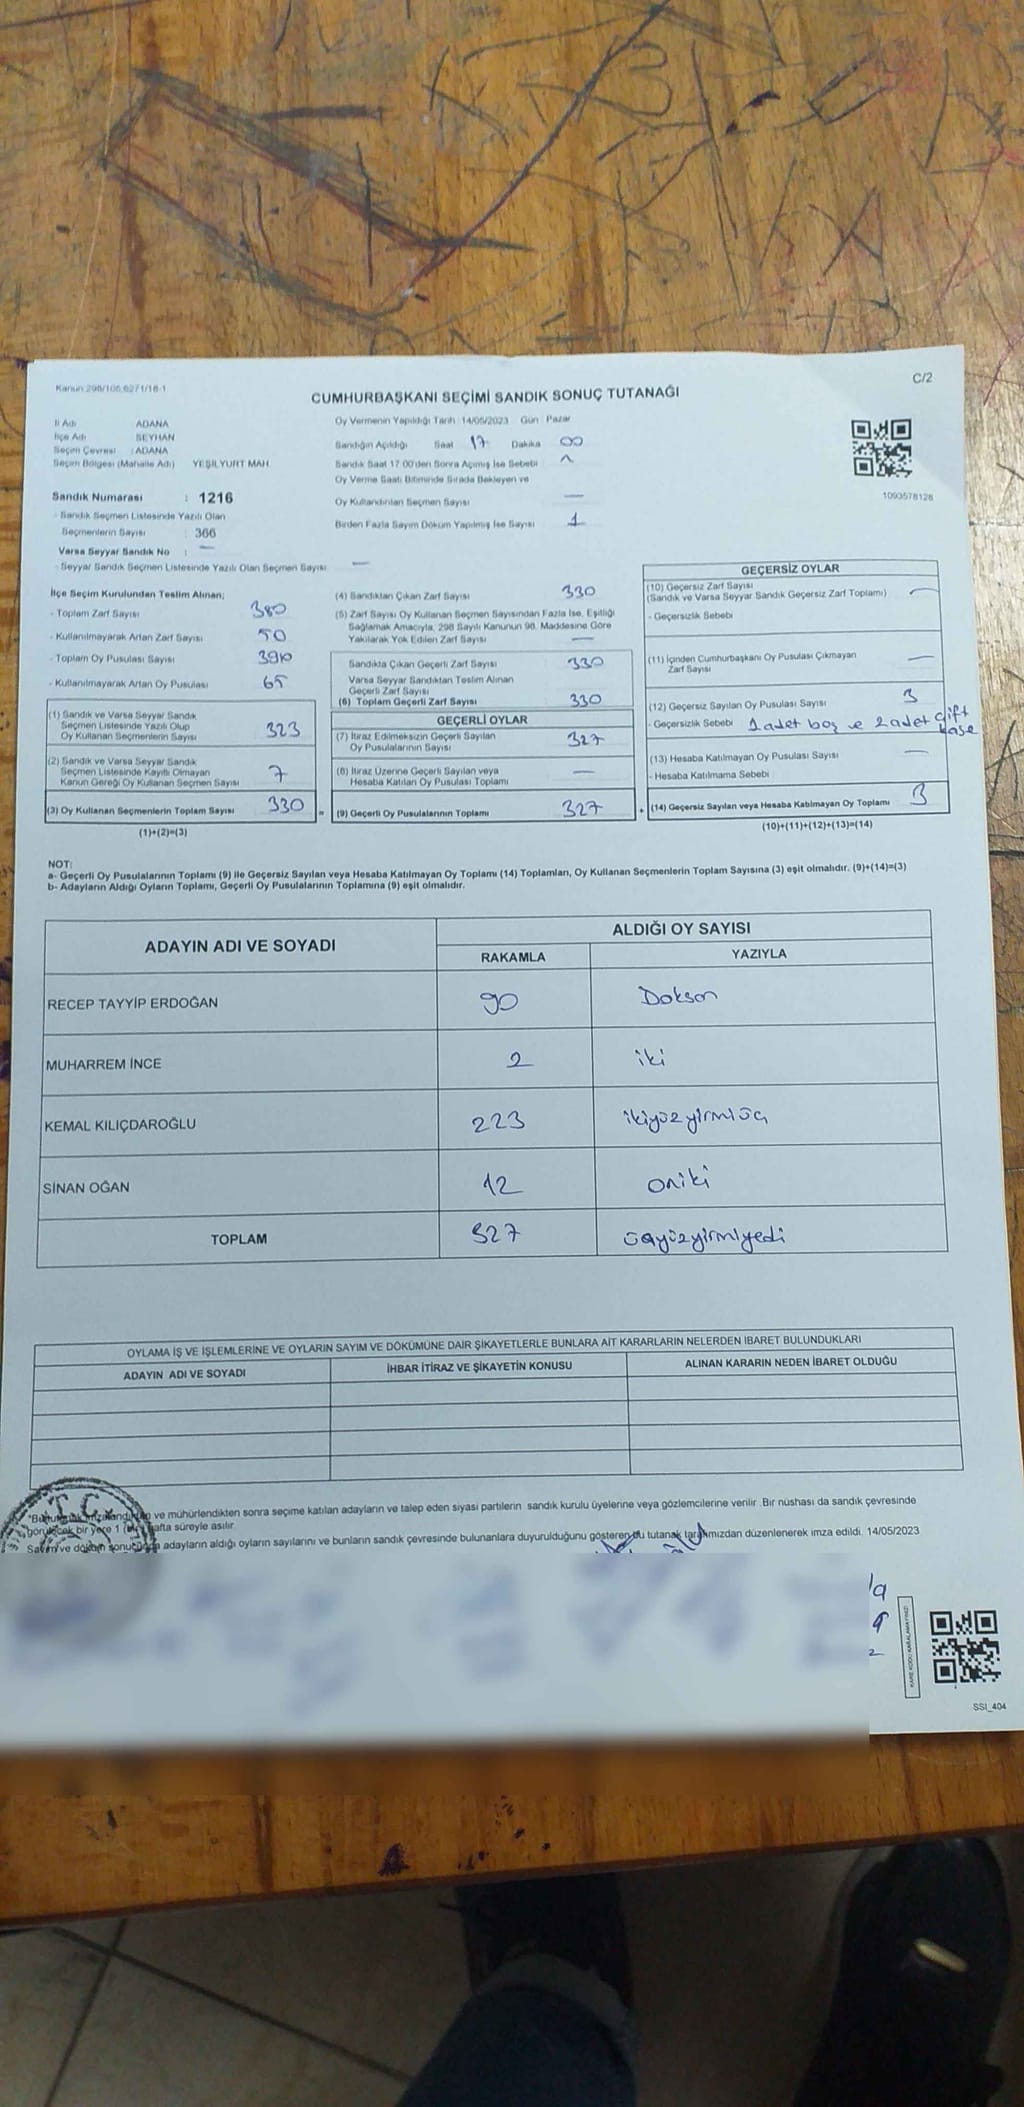 Kanun 298/105,6271/18-1
C/2
CUMHURBAŞKANI SEÇİMİ SANDIK SONUÇ TUTANAĞI
İl Adı ADANA
İlçe Adı SEYHAN
Seçim Çevresi : ADANA
Seçim Bölgesi (Mahalle Adı) YEŞİLYURT MAH.
Sandık Numarası : 1216
- Sandık Seçmen Listesinde Yazılı Olan
Seçmenlerin Sayısı : 366
Varsa Seyyar Sandık No : —
- Seyyar Sandık Seçmen Listesinde Yazılı Olan Seçmen Sayısı —
Oy Vermenin Yapıldığı Tarih : 14/05/2023 Gün : Pazar
Sandığın Açıldığı Saat 17 Dakika 00
Sandık Saat 17:00'den Sonra Açılmış İse Sebebi
Oy Verme Saati Bitiminde Sırada Bekleyen ve
Oy Kullandırılan Seçmen Sayısı —
Birden Fazla Sayım Döküm Yapılmış İse Sayısı 1
1093578128
İlçe Seçim Kurulundan Teslim Alınan;
- Toplam Zarf Sayısı 380
- Kullanılmayarak Artan Zarf Sayısı 50
- Toplam Oy Pusulası Sayısı
- Kullanılmayarak Artan Oy Pusulası 65
(1) Sandık ve Varsa Seyyar Sandık
Seçmen Listesinde Yazılı Olup
Oy Kullanan Seçmenlerin Sayısı 323
(2) Sandık ve Varsa Seyyar Sandık
Seçmen Listesinde Kayıtlı Olmayan
Kanun Gereği Oy Kullanan Seçmen Sayısı 7
(3) Oy Kullanan Seçmenlerin Toplam Sayısı 330
(1)+(2)=(3)
(4) Sandıktan Çıkan Zarf Sayısı 330
(5) Zarf Sayısı Oy Kullanan Seçmen Sayısından Fazla İse, Eşitliği
Sağlamak Amacıyla, 298 Sayılı Kanunun 98. Maddesine Göre
Yakılarak Yok Edilen Zarf Sayısı —
Sandıkta Çıkan Geçerli Zarf Sayısı 330
Varsa Seyyar Sandıktan Teslim Alınan
Geçerli Zarf Sayısı
(6) Toplam Geçerli Zarf Sayısı 330
GEÇERLİ OYLAR
(7) İtiraz Edilmeksizin Geçerli Sayılan
Oy Pusulalarının Sayısı 327
(8) İtiraz Üzerine Geçerli Sayılan veya
Hesaba Katılan Oy Pusulası Toplamı —
= (9) Geçerli Oy Pusulalarının Toplamı 327
GEÇERSİZ OYLAR
(10) Geçersiz Zarf Sayısı
(Sandık ve Varsa Seyyar Sandık Geçersiz Zarf Toplamı) —
- Geçersizlik Sebebi
(11) İçinden Cumhurbaşkanı Oy Pusulası Çıkmayan
Zarf Sayısı —
(12) Geçersiz Sayılan Oy Pusulası Sayısı 3
- Geçersizlik Sebebi 1 adet boş ve 2 adet çift
kaşe
(13) Hesaba Katılmayan Oy Pusulası Sayısı —
- Hesaba Katılmama Sebebi
+ (14) Geçersiz Sayılan veya Hesaba Katılmayan Oy Toplamı 3
(10)+(11)+(12)+(13)=(14)
NOT:
a- Geçerli Oy Pusulalarının Toplamı (9) ile Geçersiz Sayılan veya Hesaba Katılmayan Oy Toplamı (14) Toplamları, Oy Kullanan Seçmenlerin Toplam Sayısına (3) eşit olmalıdır. (9)+(14)=(3)
b- Adayların Aldığı Oyların Toplamı, Geçerli Oy Pusulalarının Toplamına (9) eşit olmalıdır.
ADAYIN ADI VE SOYADI ALDIĞI OY SAYISI
RAKAMLA YAZIYLA
RECEP TAYYİP ERDOĞAN 90 Dokson
MUHARREM İNCE 2 iki
KEMAL KILIÇDAROĞLU 223 ikiyüzyirmiüç
SİNAN OĞAN 12 oniki
TOPLAM 327 üçyüzyirmiyedi
OYLAMA İŞ VE İŞLEMLERİNE VE OYLARIN SAYIM VE DÖKÜMÜNE DAİR ŞİKAYETLERLE BUNLARA AİT KARARLARIN NELERDEN İBARET BULUNDUKLARI
ADAYIN ADI VE SOYADI İHBAR İTİRAZ VE ŞİKAYETİN KONUSU ALINAN KARARIN NEDEN İBARET OLDUĞU
T.C.
ve mühürlendikten sonra seçime katılan adayların ve talep eden siyasi partilerin sandık kurulu üyelerine veya gözlemcilerine verilir .Bir nüshası da sandık çevresinde
görülecek bir yere 1 hafta süreyle asılır.
Sayım ve döküm sonucunda adayların aldığı oyların sayılarını ve bunların sandık çevresinde bulunanlara duyurulduğunu gösteren bu tutanak tarafımızdan düzenlenerek imza edildi. 14/05/2023
KARE KODU KARALAMAYINIZ!
SSI_404